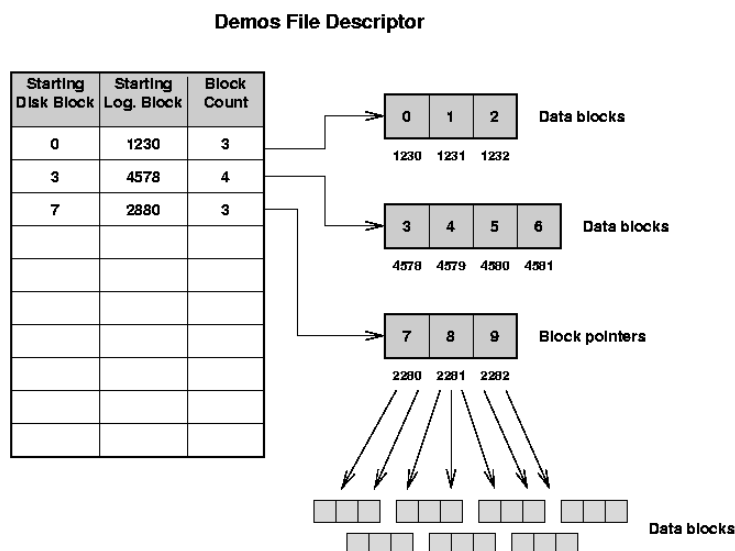 Demos File Descriptor
Starting Disk Block Starting Log. Block Block Count
0 1230 3
3 4578 4
7 2880 3
0 1 2 Data blocks
1230 1231 1232
3 4 5 6 Data blocks
4578 4579 4580 4581
7 8 9 Block pointers
2280 2281 2282
Data blocks